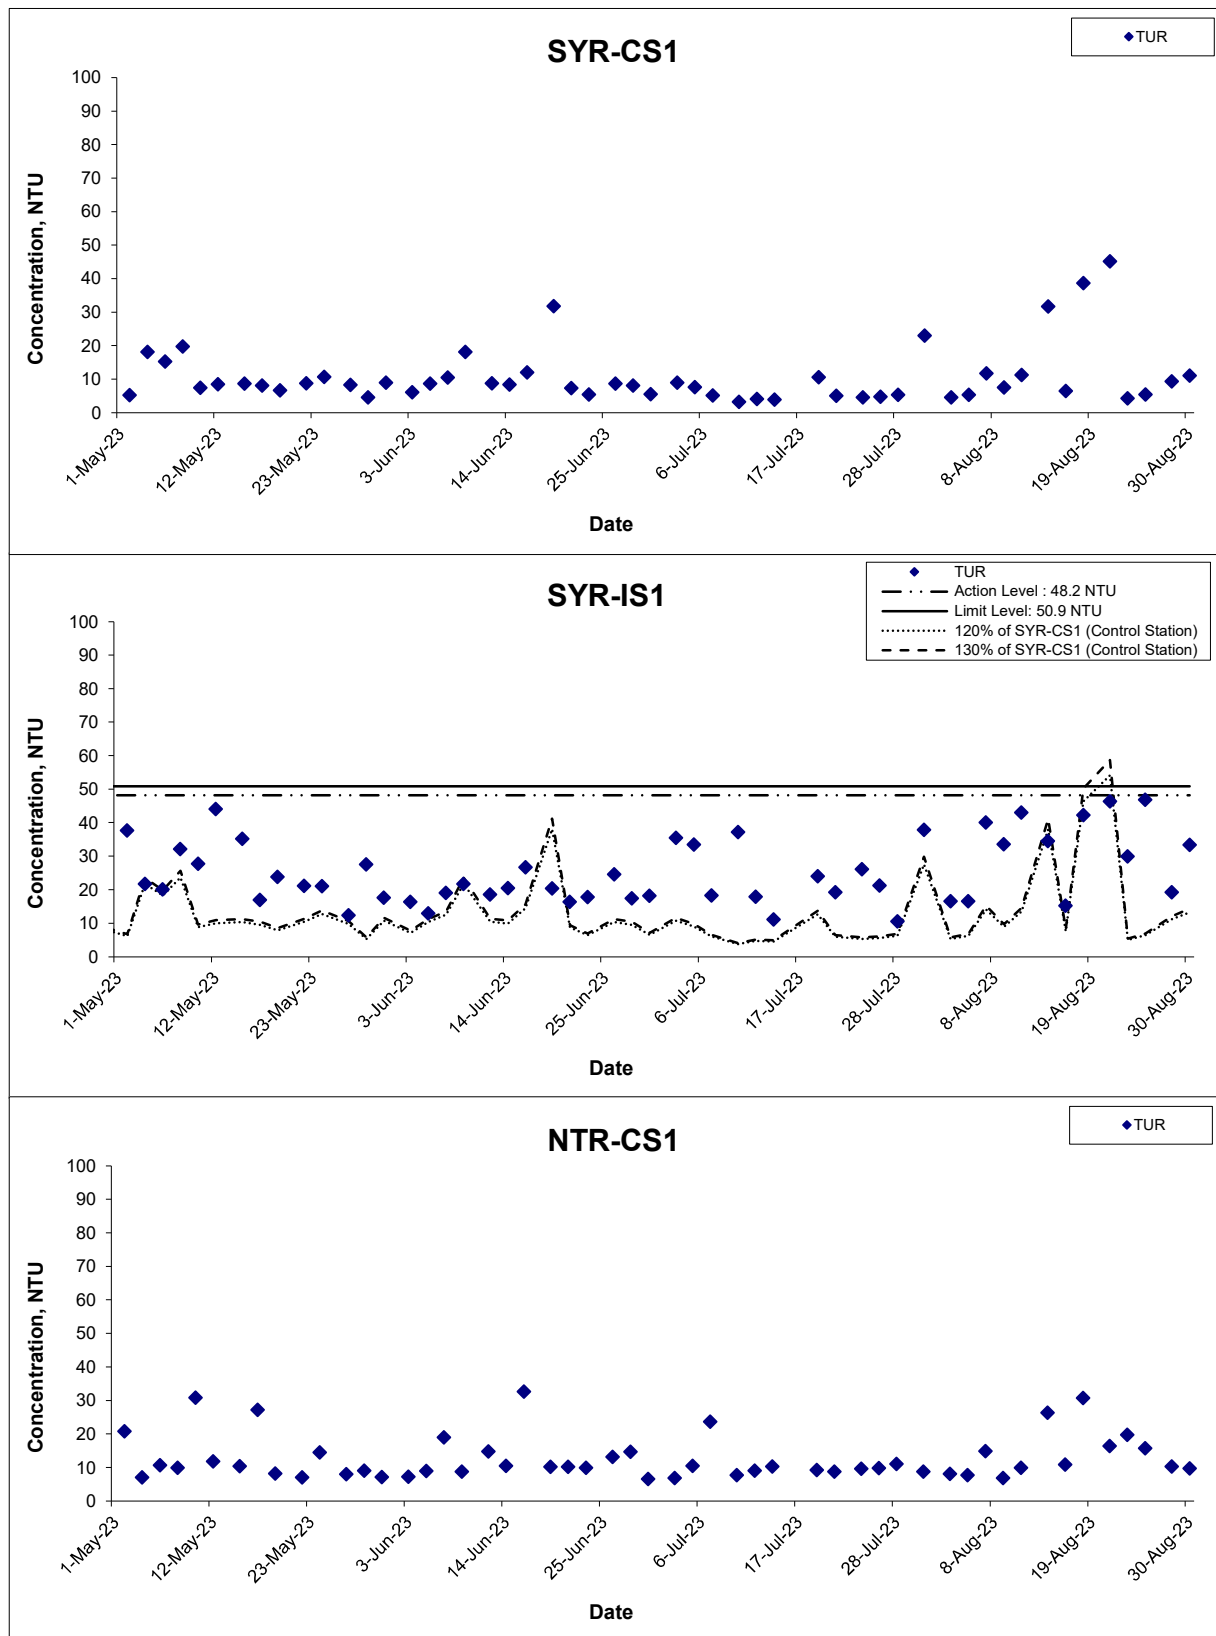 SYR-CS1
TUR
100
90
80
70
60
50
40
30
20
10
0
Concentration, NTU
1-May-23
12-May-23
23-May-23
3-Jun-23
14-Jun-23
25-Jun-23
6-Jul-23
17-Jul-23
28-Jul-23
8-Aug-23
19-Aug-23
30-Aug-23
Date
SYR-IS1
TUR
Action Level : 48.2 NTU
Limit Level: 50.9 NTU
120% of SYR-CS1 (Control Station)
130% of SYR-CS1 (Control Station)
100
90
80
70
60
50
40
30
20
10
0
Concentration, NTU
1-May-23
12-May-23
23-May-23
3-Jun-23
14-Jun-23
25-Jun-23
6-Jul-23
17-Jul-23
28-Jul-23
8-Aug-23
19-Aug-23
30-Aug-23
Date
NTR-CS1
TUR
100
90
80
70
60
50
40
30
20
10
0
Concentration, NTU
1-May-23
12-May-23
23-May-23
3-Jun-23
14-Jun-23
25-Jun-23
6-Jul-23
17-Jul-23
28-Jul-23
8-Aug-23
19-Aug-23
30-Aug-23
Date